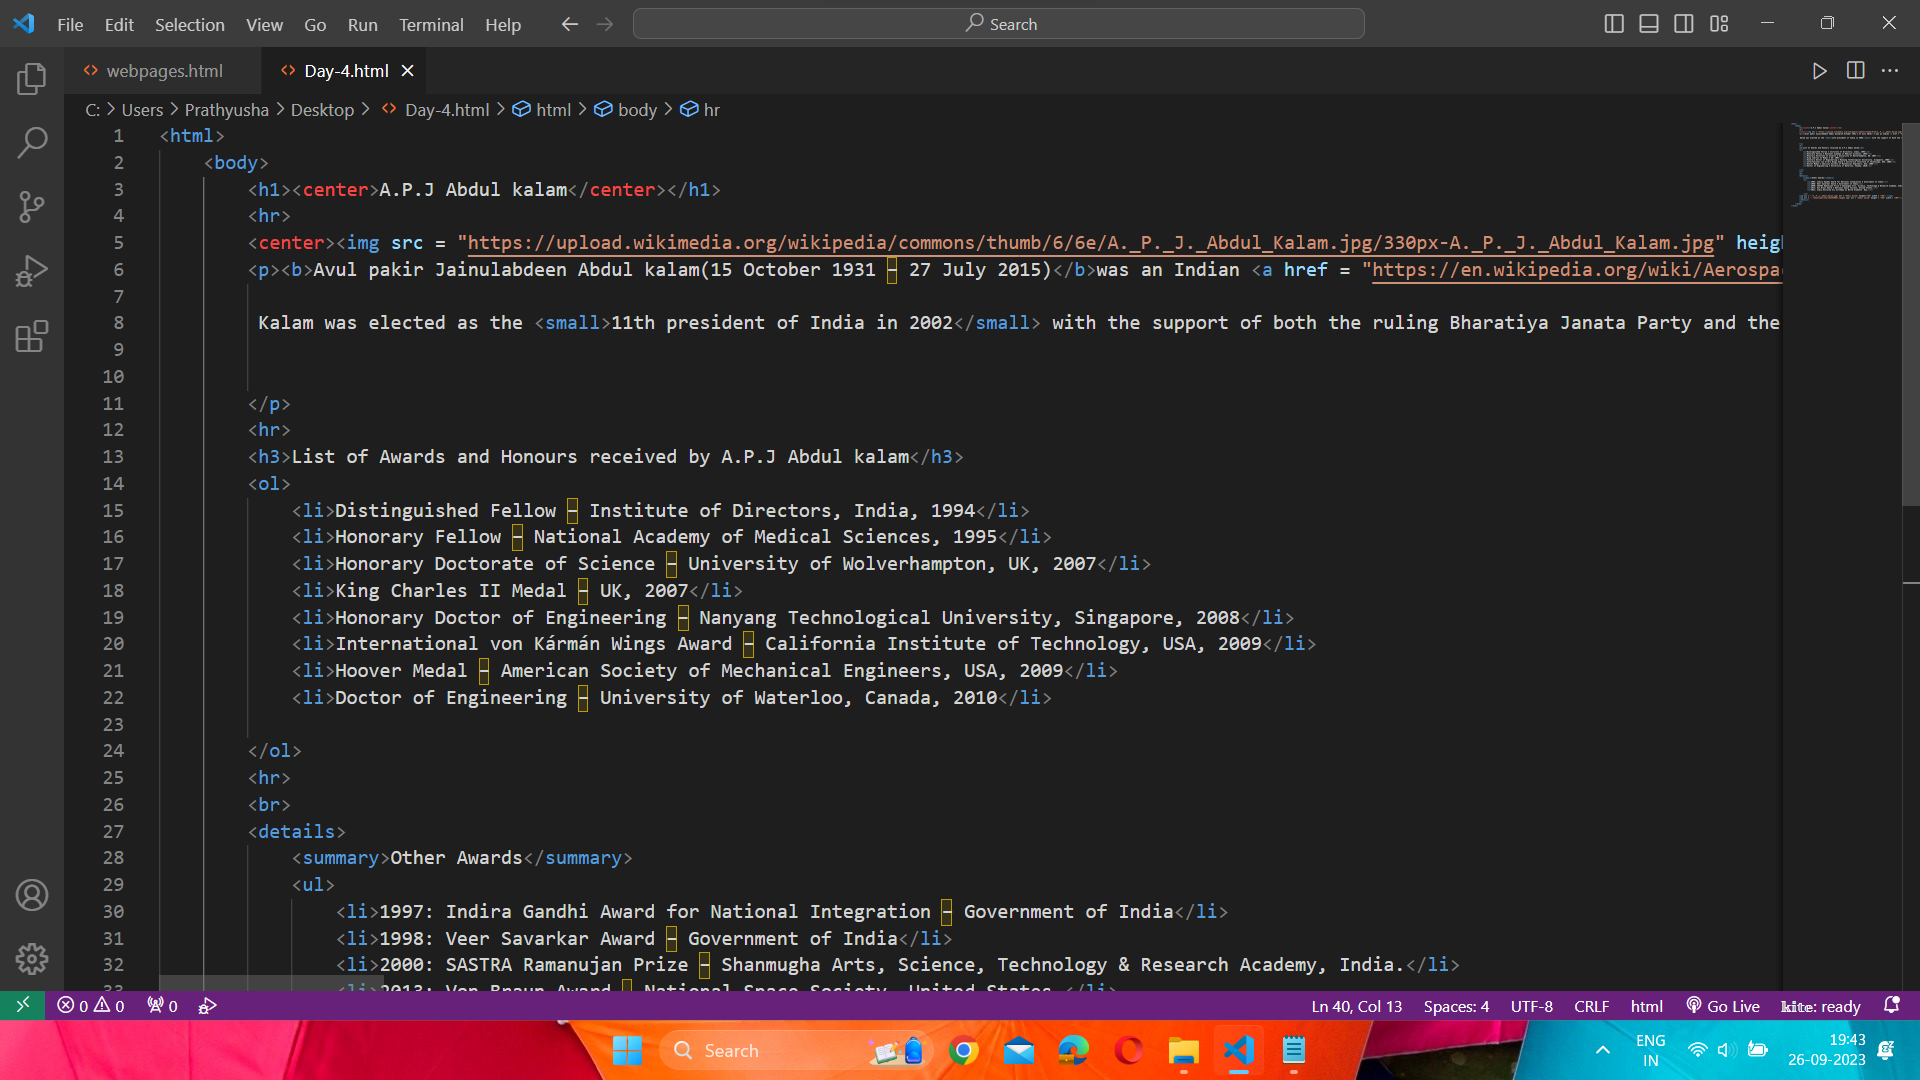 File Edit Selection View Go Run Terminal Help Search
webpages.html Day-4.html
C: > Users > Prathyusha > Desktop > Day-4.html > html > body > hr
1 <html>
2 <body>
3 <h1><center>A.P.J Abdul kalam</center></h1>
4 <hr>
5 <center><img src = "https://upload.wikimedia.org/wikipedia/commons/thumb/6/6e/A._P._J._Abdul_Kalam.jpg/330px-A._P._J._Abdul_Kalam.jpg" heigh
6 <p><b>Avul pakir Jainulabdeen Abdul kalam(15 October 1931 – 27 July 2015)</b>was an Indian <a href = "https://en.wikipedia.org/wiki/Aerospac
7
8 Kalam was elected as the <small>11th president of India in 2002</small> with the support of both the ruling Bharatiya Janata Party and the
9
10
11 </p>
12 <hr>
13 <h3>List of Awards and Honours received by A.P.J Abdul kalam</h3>
14 <ol>
15 <li>Distinguished Fellow – Institute of Directors, India, 1994</li>
16 <li>Honorary Fellow – National Academy of Medical Sciences, 1995</li>
17 <li>Honorary Doctorate of Science – University of Wolverhampton, UK, 2007</li>
18 <li>King Charles II Medal – UK, 2007</li>
19 <li>Honorary Doctor of Engineering – Nanyang Technological University, Singapore, 2008</li>
20 <li>International von Kármán Wings Award – California Institute of Technology, USA, 2009</li>
21 <li>Hoover Medal – American Society of Mechanical Engineers, USA, 2009</li>
22 <li>Doctor of Engineering – University of Waterloo, Canada, 2010</li>
23
24 </ol>
25 <hr>
26 <br>
27 <details>
28 <summary>Other Awards</summary>
29 <ul>
30 <li>1997: Indira Gandhi Award for National Integration – Government of India</li>
31 <li>1998: Veer Savarkar Award – Government of India</li>
32 <li>2000: SASTRA Ramanujan Prize – Shanmugha Arts, Science, Technology & Research Academy, India.</li>
33 <li>2013: Von Braun Award – National Space Society, United States.</li>
0 0 0 Ln 40, Col 13 Spaces: 4 UTF-8 CRLF html Go Live kite: ready
Search ENG 19:43
IN 26-09-2023